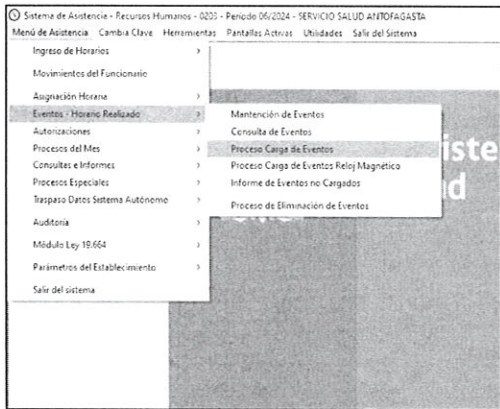 Sistema de Asistencia - Recursos Humanos - 0203 - Periodo 06/2024 - SERVICIO SALUD ANTOFAGASTA
Menú de Asistencia Cambia Clave Herramientas Pantallas Activas Utilidades Salir del Sistema
Ingreso de Horarios
Movimientos del Funcionario
Asignación Horaria
Eventos - Horario Realizado
Autorizaciones
Procesos del Mes
Consultas e Informes
Procesos Especiales
Traspaso Datos Sistema Autónomo
Auditoría
Módulo Ley 19.664
Parámetros del Establecimiento
Salir del sistema
Mantención de Eventos
Consulta de Eventos
Proceso Carga de Eventos
Proceso Carga de Eventos Reloj Magnético
Informe de Eventos no Cargados
Proceso de Eliminación de Eventos
iste
d